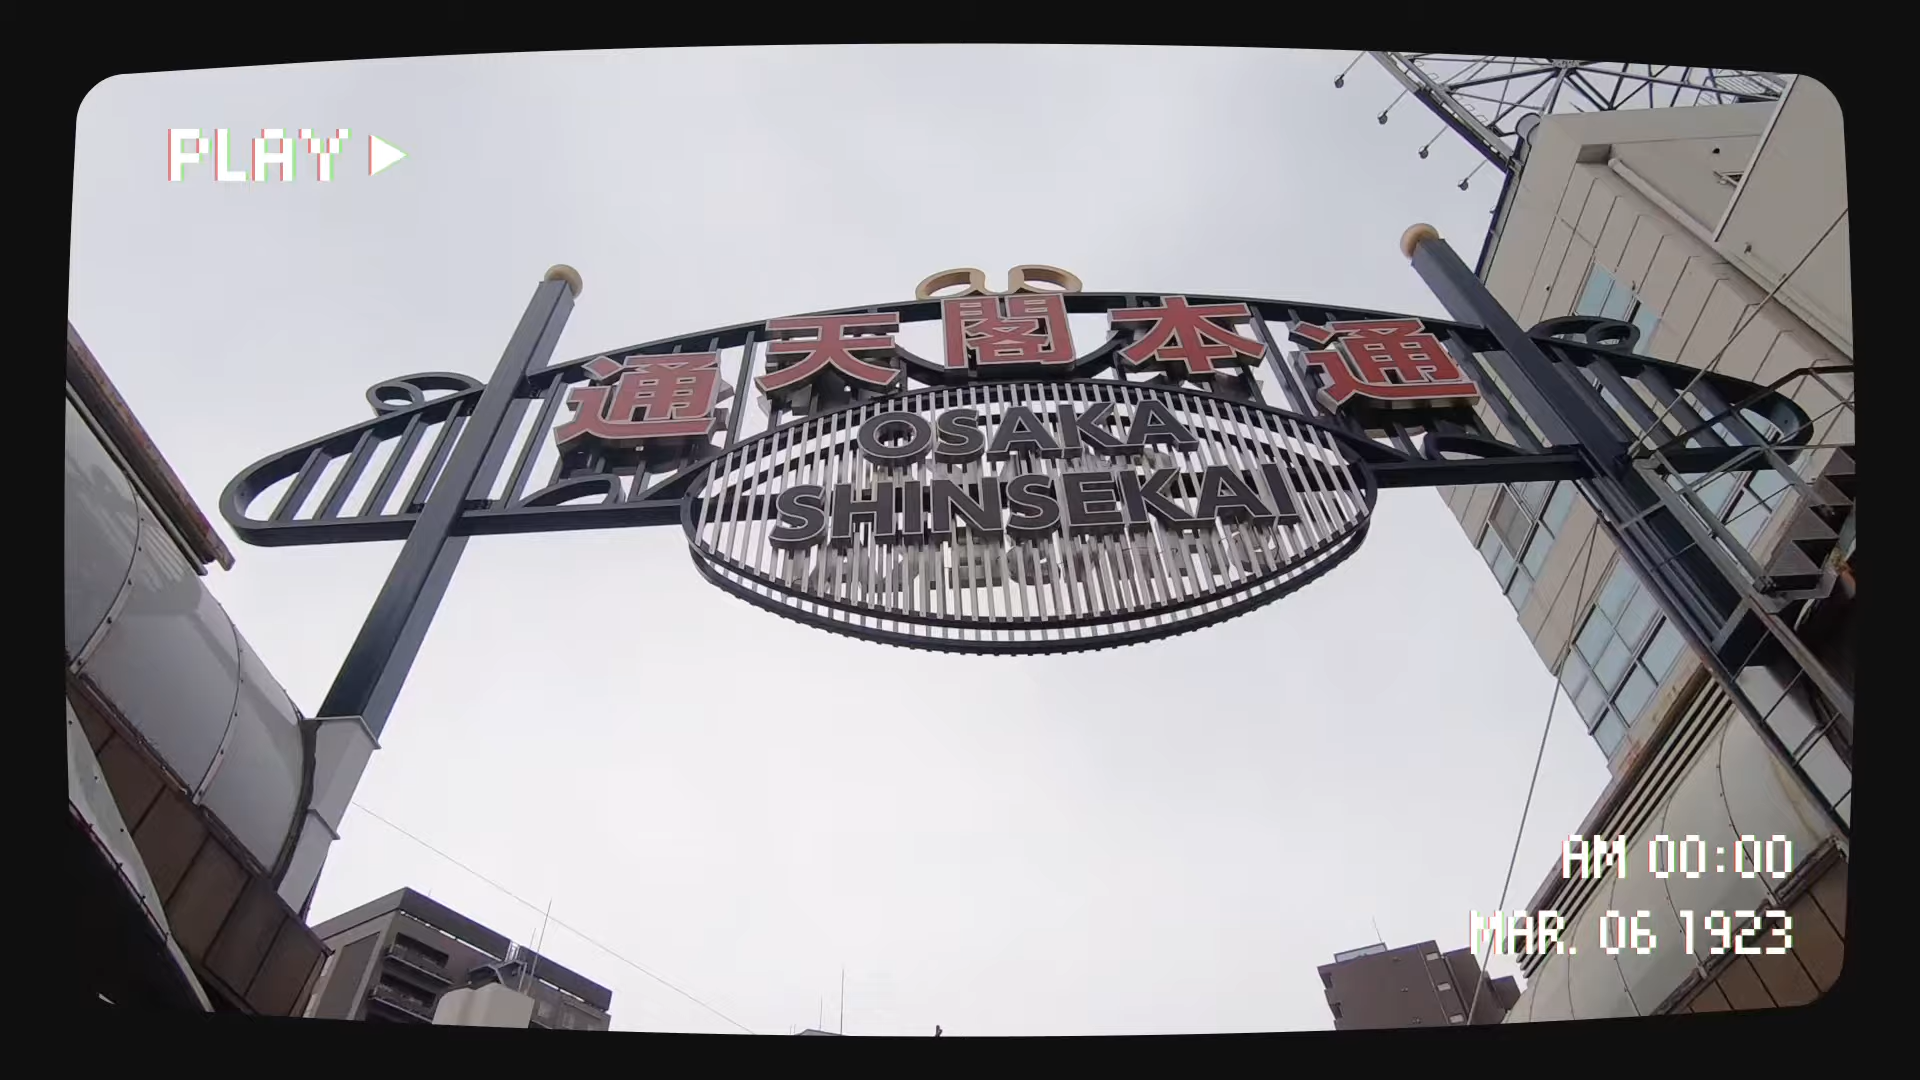 PLAY
通天閣本通
OSAKA
SHINSEKAI
AM 00:00
MAR. 06 1923